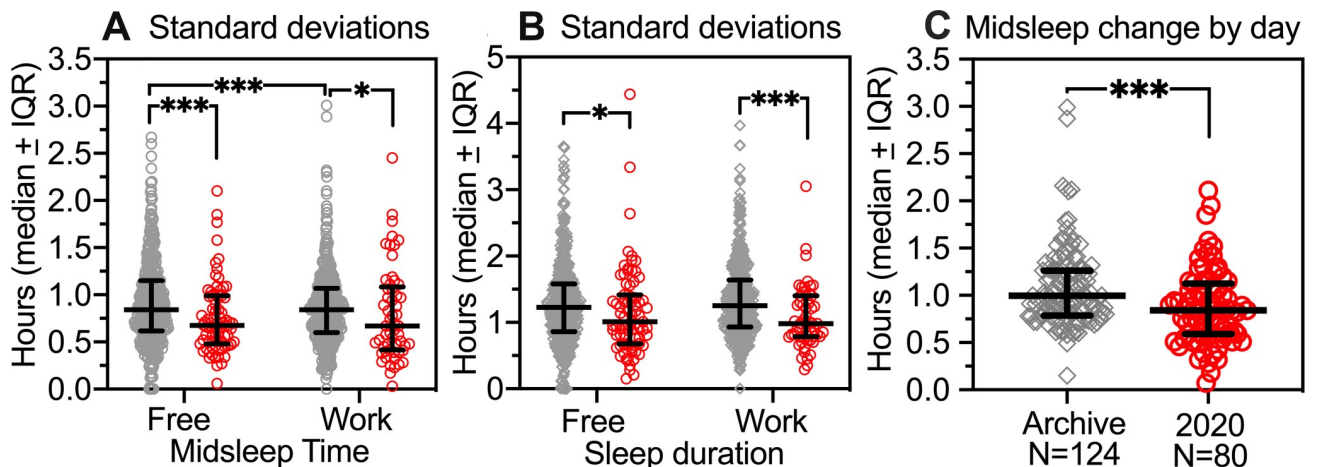 A Standard deviations
Hours (median ± IQR)
3.5
3.0
2.5
2.0
1.5
1.0
0.5
0.0
***
***
*
Free Work
Midsleep Time
B Standard deviations
Hours (median ± IQR)
5
4
3
2
1
0
*
***
Free Work
Sleep duration
C Midsleep change by day
Hours (median ± IQR)
3.5
3.0
2.5
2.0
1.5
1.0
0.5
0.0
***
Archive 2020
N=124 N=80